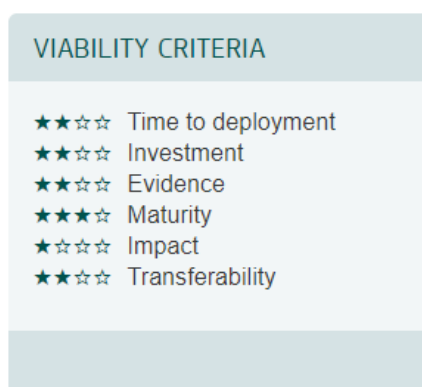 VIABILITY CRITERIA
★★☆☆ Time to deployment
★★☆☆ Investment
★★☆☆ Evidence
★★★☆ Maturity
★☆☆☆ Impact
★★☆☆ Transferability